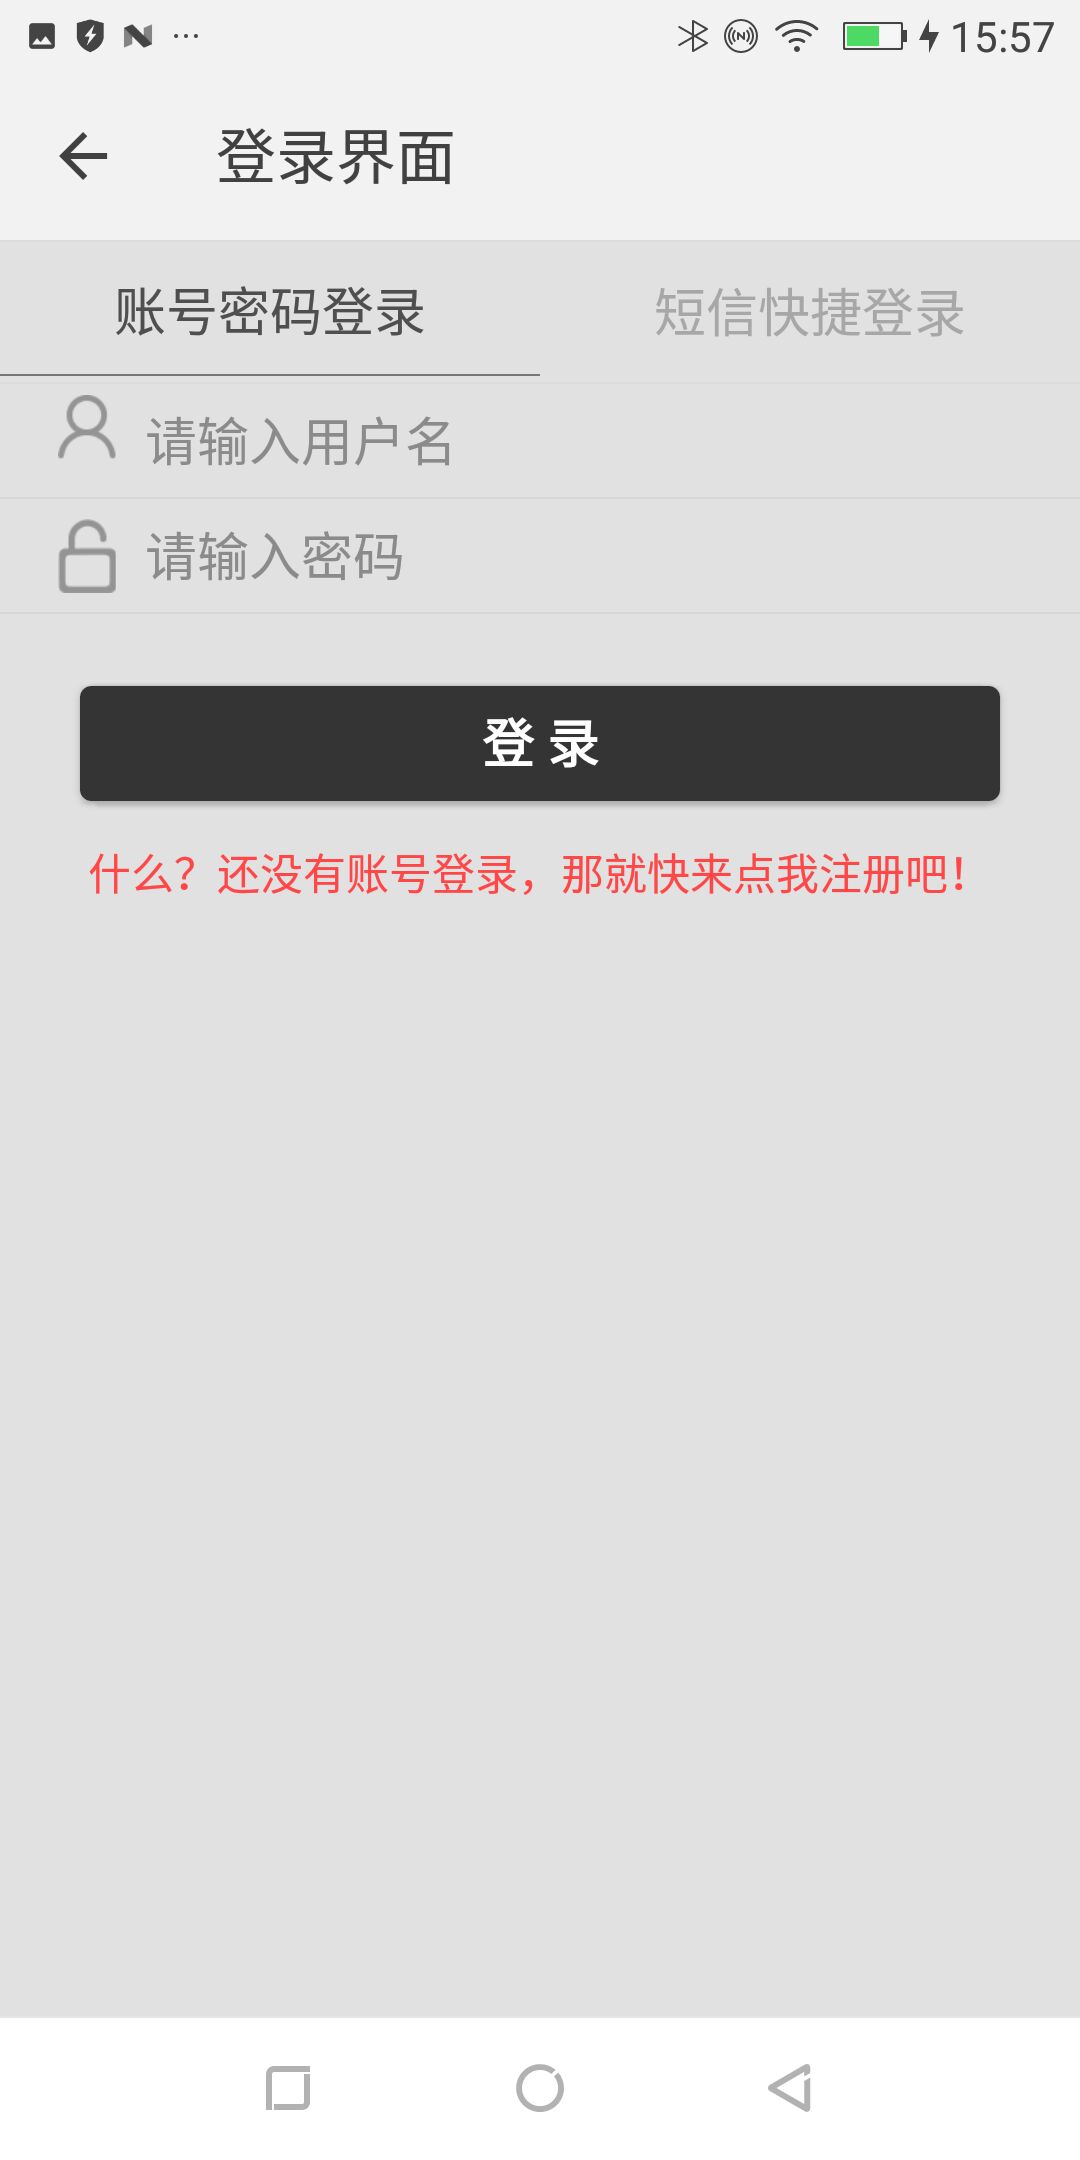 15:57
登录界面
账号密码登录 短信快捷登录
请输入用户名
请输入密码
登 录
什么？还没有账号登录，那就快来点我注册吧！